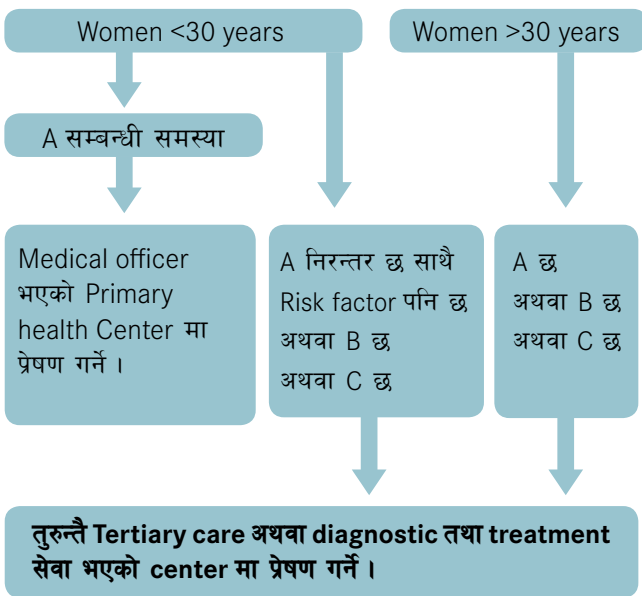 Women <30 years
Women >30 years
A सम्बन्धी समस्या
Medical officer
भएको Primary
health Center मा
प्रेषण गर्ने ।
A निरन्तर छ साथै
Risk factor पनि छ
अथवा B छ
अथवा C छ
A छ
अथवा B छ
अथवा C छ
तुरुन्तै Tertiary care अथवा diagnostic तथा treatment
सेवा भएको center मा प्रेषण गर्ने ।